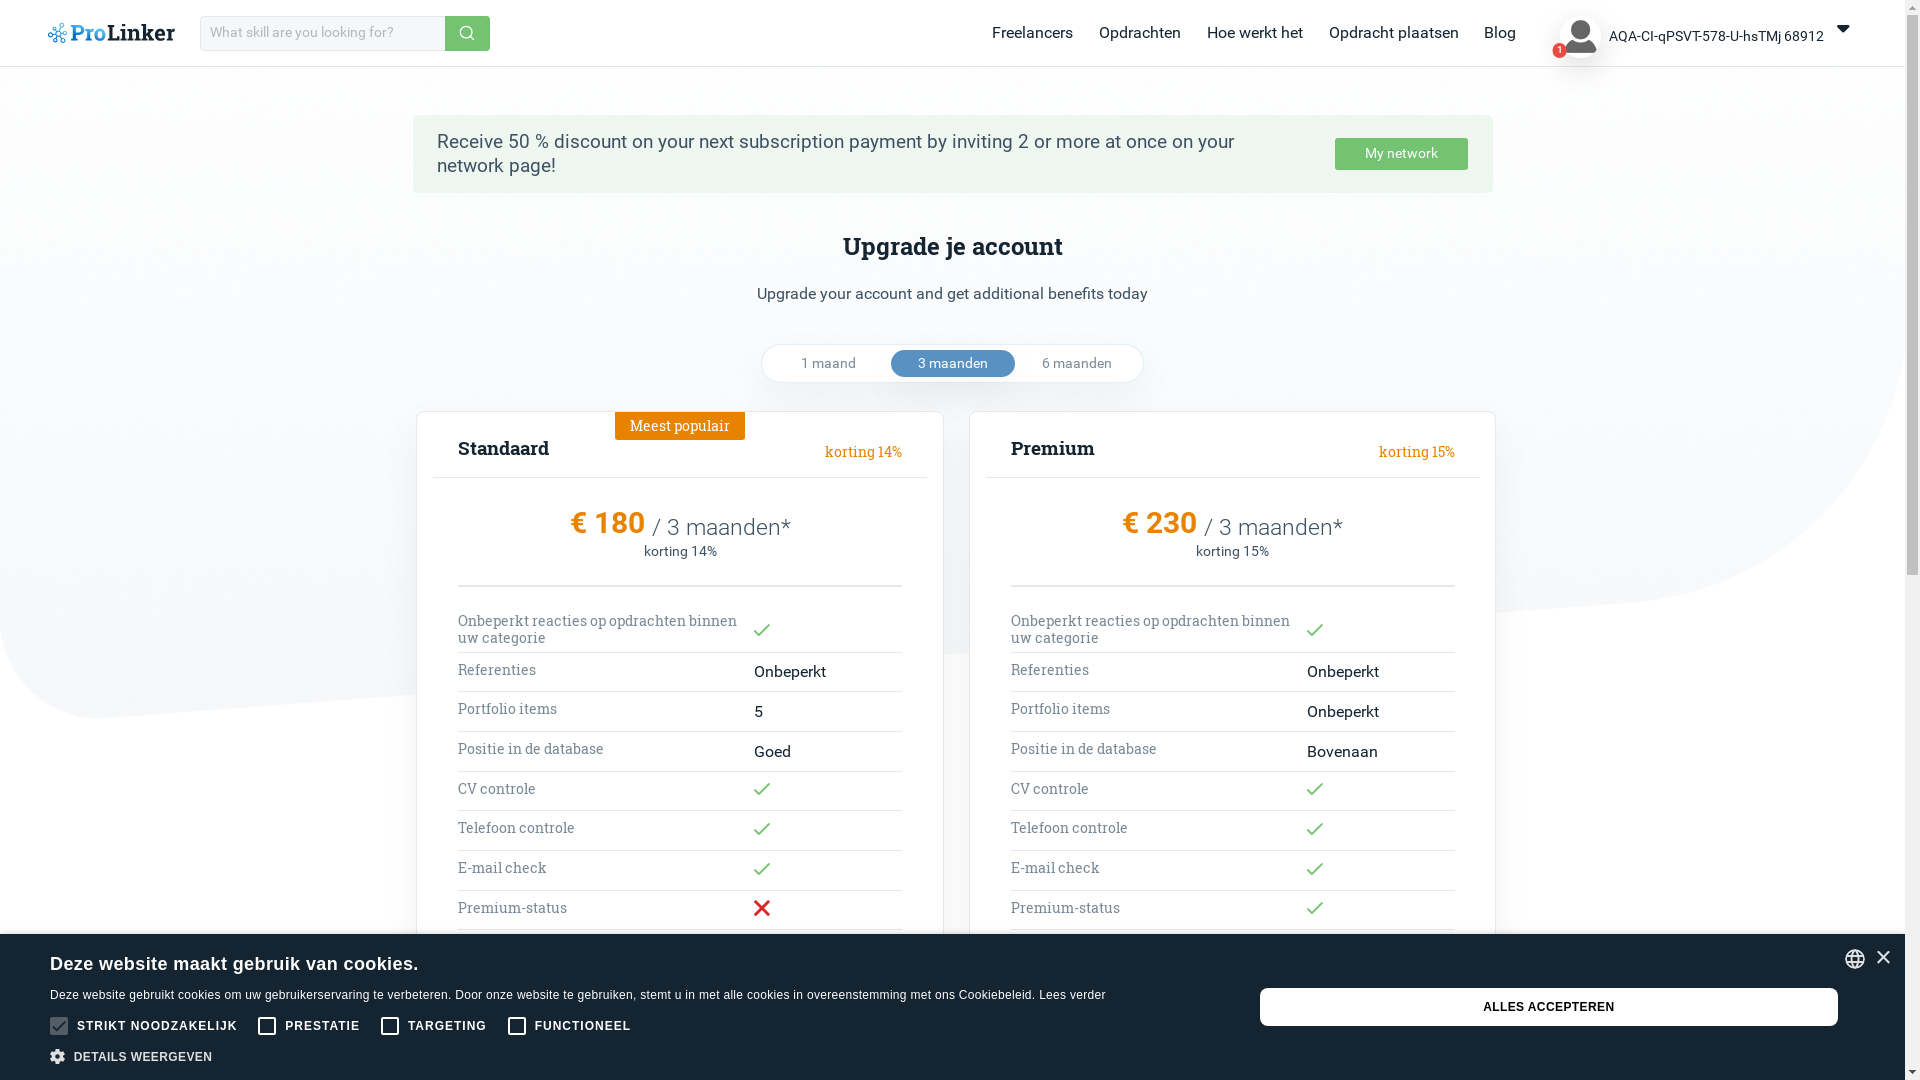 ProLinker
What skill are you looking for?
Freelancers
Opdrachten
Hoe werkt het
Opdracht plaatsen
Blog
1
AQA-CI-qPSVT-578-U-hsTMj 68912
Receive 50 % discount on your next subscription payment by inviting 2 or more at once on your
network page!
My network
Upgrade je account
Upgrade your account and get additional benefits today
1 maand
3 maanden
6 maanden
Meest populair
Standaard
korting 14%
€ 180 / 3 maanden*
korting 14%
Onbeperkt reacties op opdrachten binnen
uw categorie
Referenties
Onbeperkt
Portfolio items
5
Positie in de database
Goed
CV controle
Telefoon controle
E-mail check
Premium-status
Premium
korting 15%
€ 230 / 3 maanden*
korting 15%
Onbeperkt reacties op opdrachten binnen
uw categorie
Referenties
Onbeperkt
Portfolio items
Onbeperkt
Positie in de database
Bovenaan
CV controle
Telefoon controle
E-mail check
Premium-status
Deze website maakt gebruik van cookies.
Deze website gebruikt cookies om uw gebruikerservaring te verbeteren. Door onze website te gebruiken, stemt u in met alle cookies in overeenstemming met ons Cookiebeleid. Lees verder
STRIKT NOODZAKELIJK
PRESTATIE
TARGETING
FUNCTIONEEL
DETAILS WEERGEVEN
ALLES ACCEPTEREN